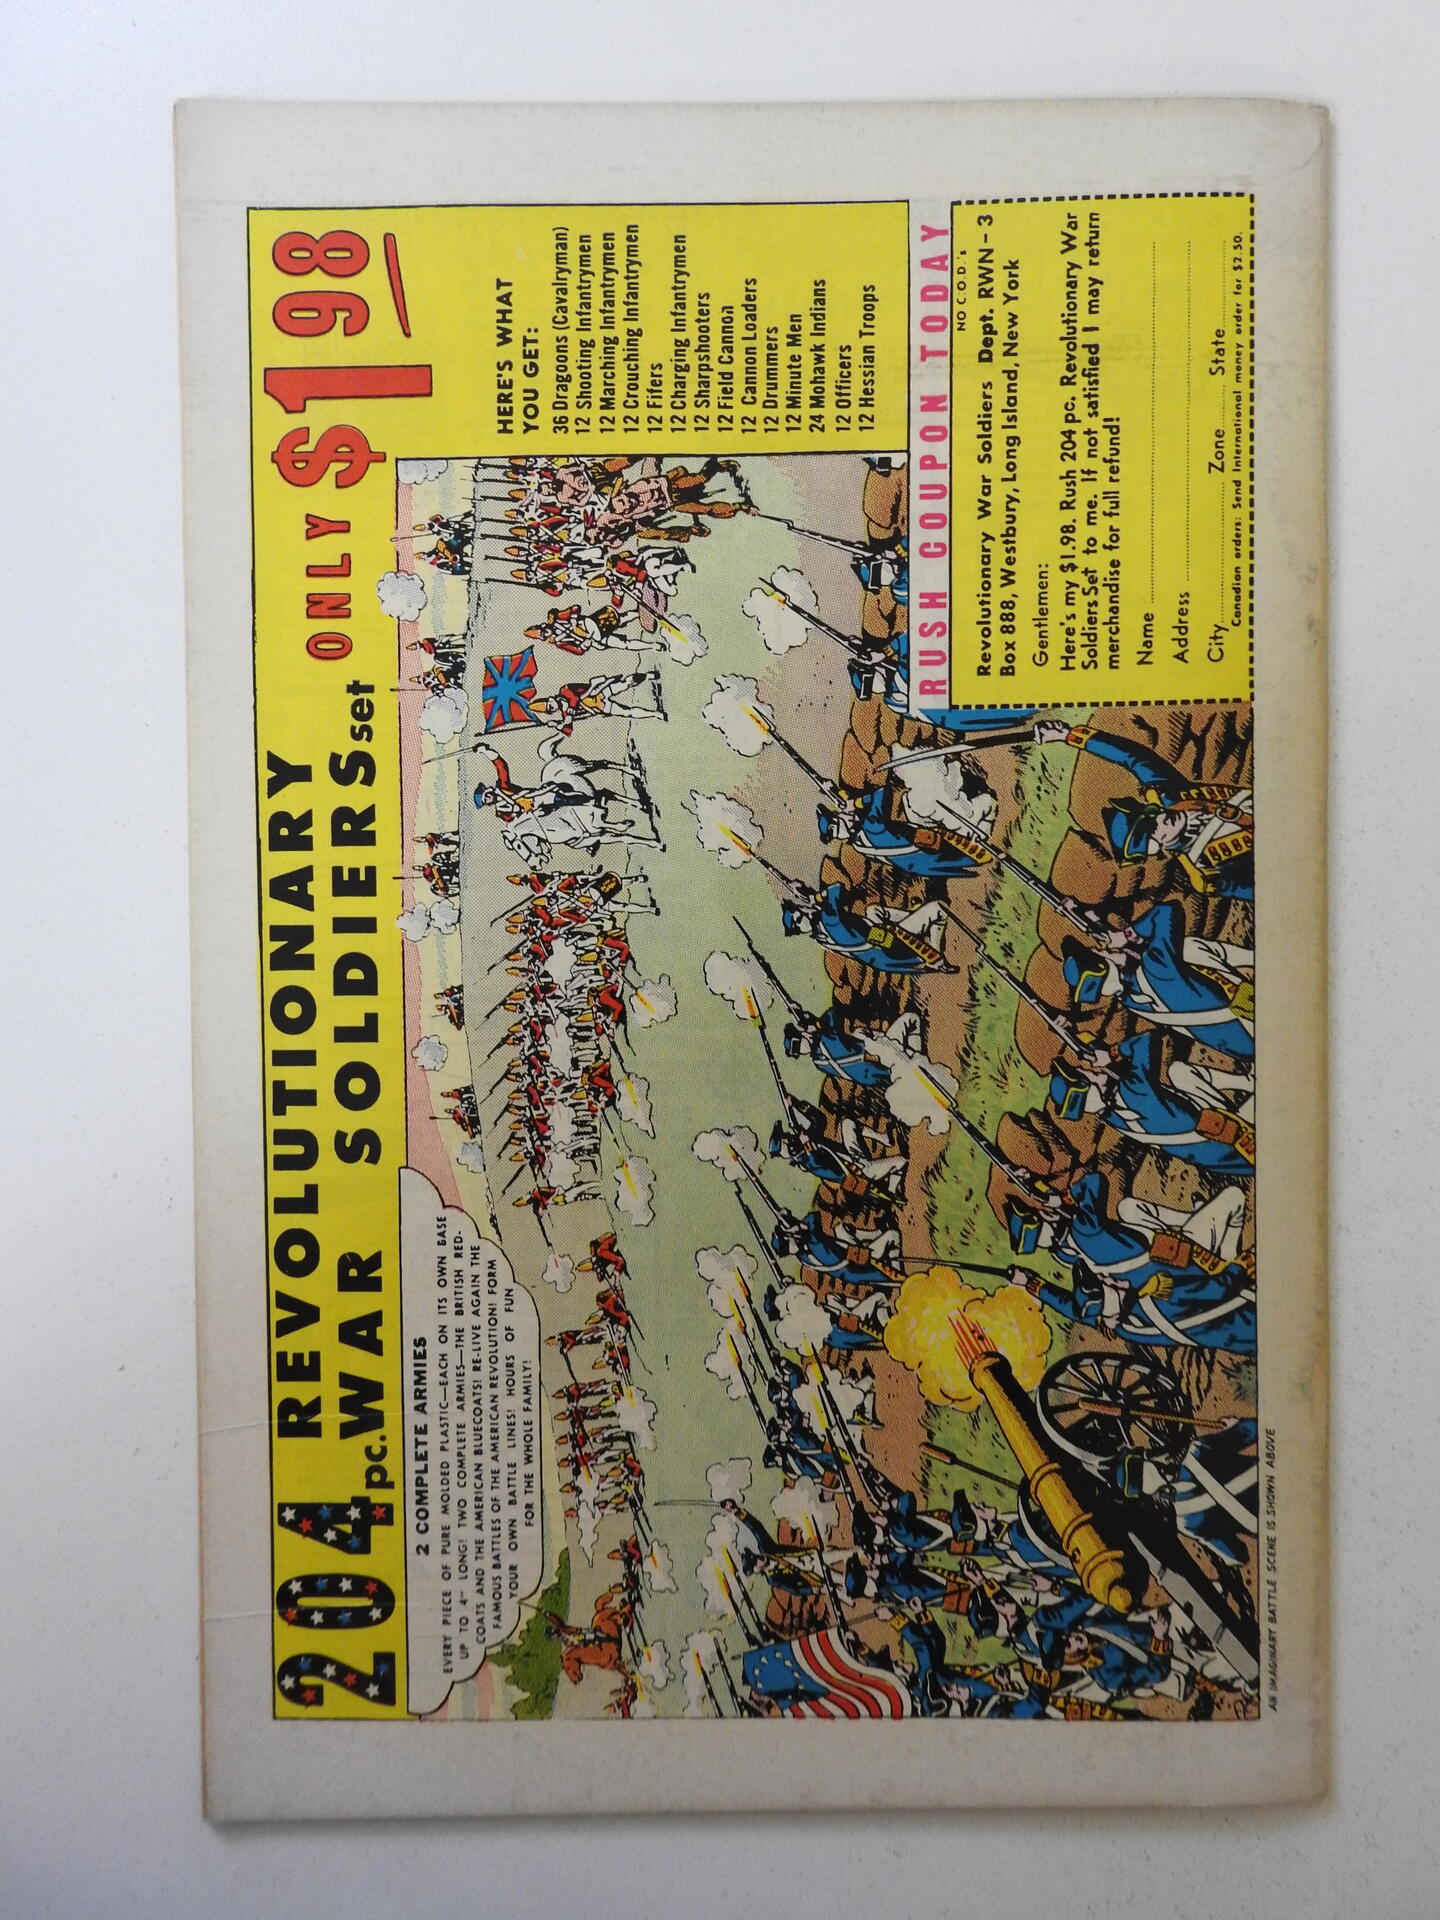 204 REVOLUTIONARY
pc. WAR SOLDIERS set
ONLY $198
2 COMPLETE ARMIES
EVERY PIECE OF PURE MOLDED PLASTIC—EACH ON ITS OWN BASE
UP TO 4" LONG! TWO COMPLETE ARMIES—THE BRITISH RED-
COATS AND THE AMERICAN BLUECOATS! RE-LIVE AGAIN THE
FAMOUS BATTLES OF THE AMERICAN REVOLUTION! FORM
YOUR OWN BATTLE LINES! HOURS OF FUN
FOR THE WHOLE FAMILY!
HERE'S WHAT
YOU GET:
36 Dragoons (Cavalryman)
12 Shooting Infantrymen
12 Marching Infantrymen
12 Crouching Infantrymen
12 Fifers
12 Charging Infantrymen
12 Sharpshooters
12 Field Cannon
12 Cannon Loaders
12 Drummers
12 Minute Men
24 Mohawk Indians
12 Officers
12 Hessian Troops
RUSH COUPON TODAY
NO C.O.D.'s
Revolutionary War Soldiers Dept. RWN-3
Box 888, Westbury, Long Island, New York
Gentlemen:
Here's my $1.98. Rush 204 pc. Revolutionary War
Soldiers Set to me. If not satisfied I may return
merchandise for full refund!
Name
Address
City Zone State
Canadian orders: Send International money order for $2.50.
AN IMAGINARY BATTLE SCENE IS SHOWN ABOVE